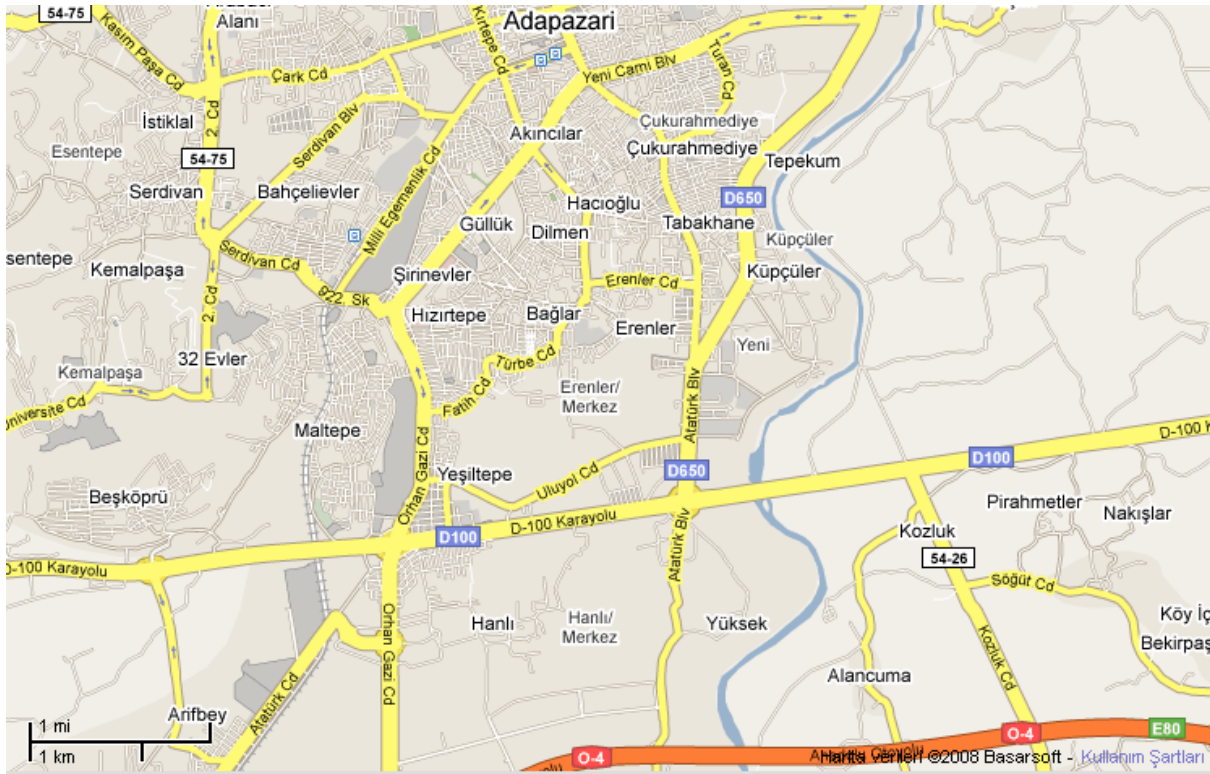 54-75
Alanı
Adapazari
Kasım Paşa Cd
Kırtepe Cd
Çark Cd
Yeni Cami Blv
Turan Cd
2. Cd
İstiklal
Serdivan Blv
Akıncılar
Çukurahmediye
Çukurahmediye
Esentepe
54-75
Tepekum
Serdivan
Bahçelievler
Milli Egemenlik Cd
Hacıoğlu
D650
Güllük
Dilmen
Tabakhane
Küpçüler
sentepe
Kemalpaşa
Serdivan Cd
Şirinevler
Erenler Cd
Küpçüler
922. Sk
2. Cd
Hızırtepe
Bağlar
Erenler
Yeni
32 Evler
Türbe Cd
Kemalpaşa
Fatih Cd
Erenler/
Merkez
Atatürk Blv
niversite Cd
Maltepe
Orhan Gazi Cd
D-100 K
D100
Yeşiltepe
Uluyol Cd
D650
Beşköprü
Pirahmetler
Nakışlar
D-100 Karayolu
D100
Kozluk
54-26
D-100 Karayolu
Atatürk Blv
Söğüt Cd
Orhan Gazi Cd
Hanlı
Hanlı/
Merkez
Yüksek
Köy İç
Bekirpaş
Kozluk Cd
Alancuma
Arifbey
Atatürk Cd
1 mi
1 km
O-4
O-4
E80
Harita verileri ©2008 Basarsoft - Kullanım Şartları